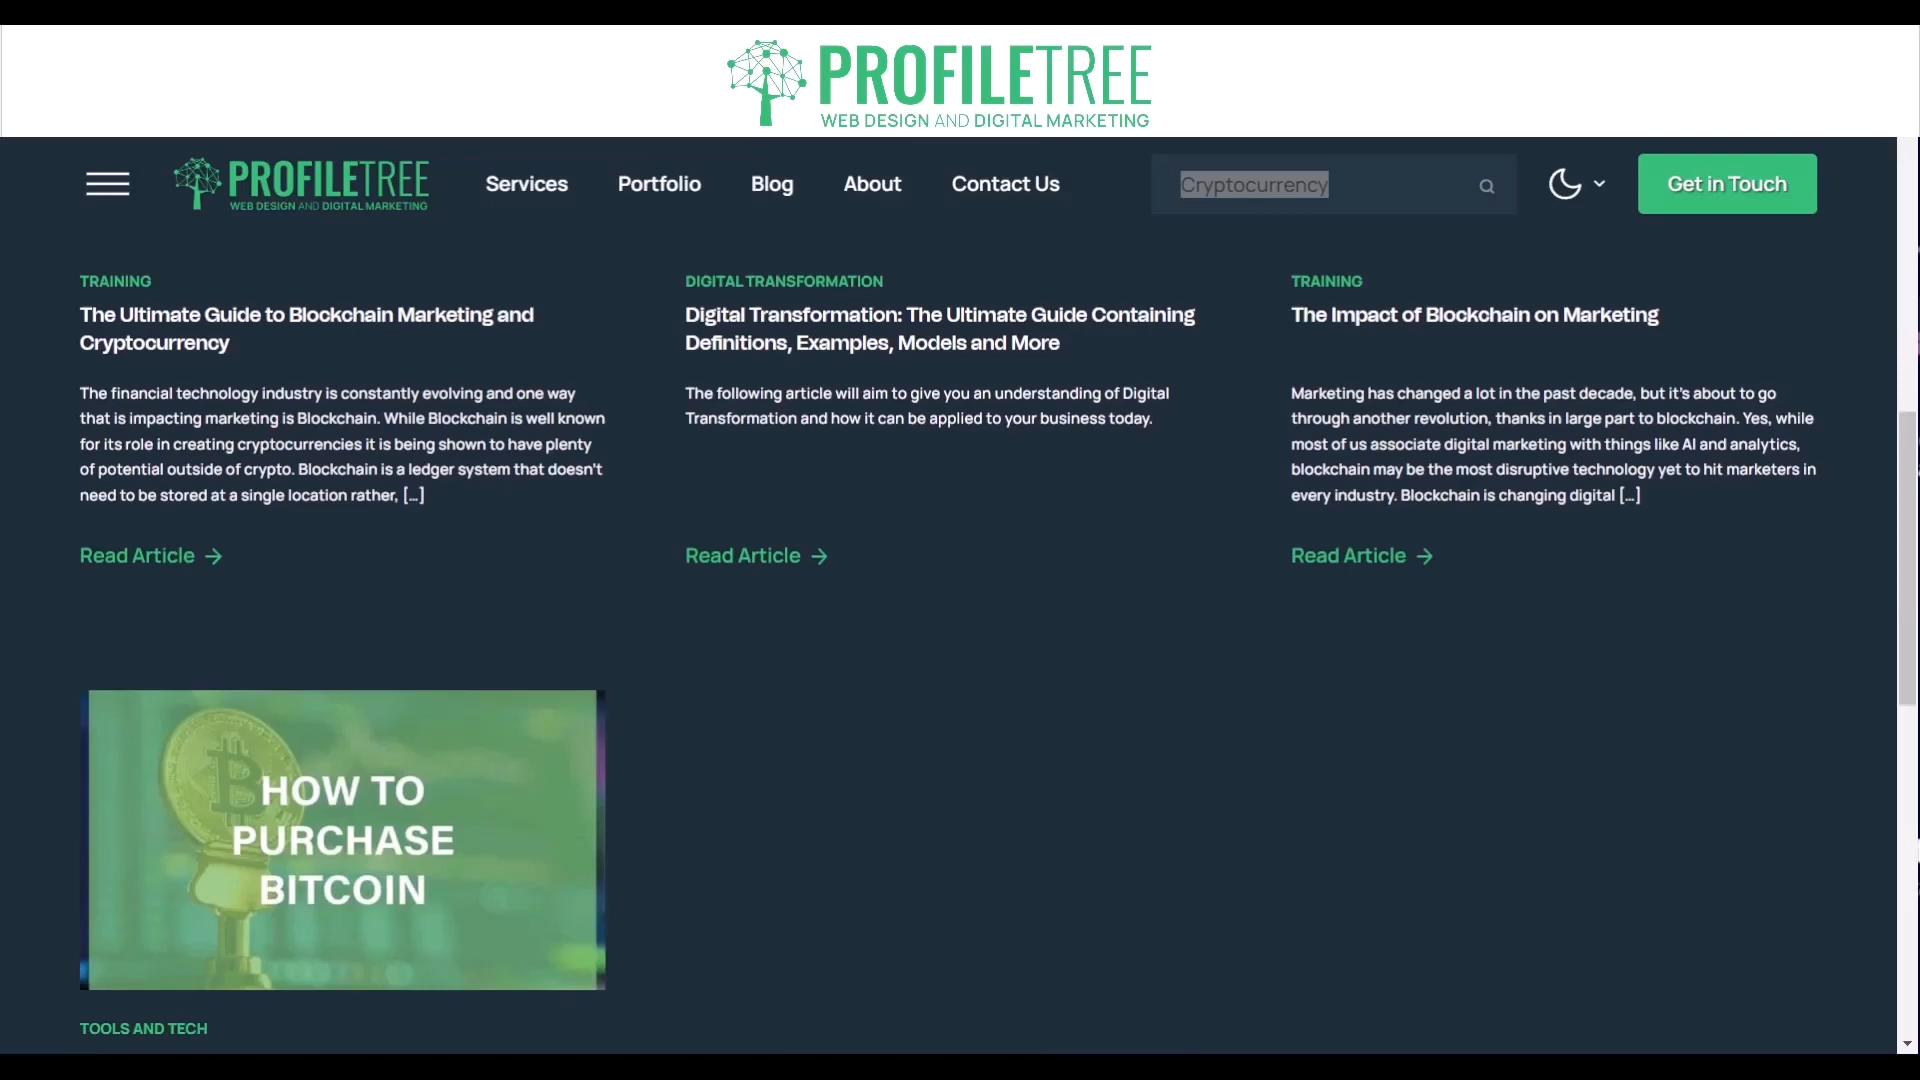 PROFILETREE
WEB DESIGN AND DIGITAL MARKETING
PROFILETREE
WEB DESIGN AND DIGITAL MARKETING
Services
Portfolio
Blog
About
Contact Us
Cryptocurrency
Get in Touch
TRAINING
The Ultimate Guide to Blockchain Marketing and
Cryptocurrency
The financial technology industry is constantly evolving and one way
that is impacting marketing is Blockchain. While Blockchain is well known
for its role in creating cryptocurrencies it is being shown to have plenty
of potential outside of crypto. Blockchain is a ledger system that doesn't
need to be stored at a single location rather, [...]
Read Article
DIGITAL TRANSFORMATION
Digital Transformation: The Ultimate Guide Containing
Definitions, Examples, Models and More
The following article will aim to give you an understanding of Digital
Transformation and how it can be applied to your business today.
Read Article
TRAINING
The Impact of Blockchain on Marketing
Marketing has changed a lot in the past decade, but it's about to go
through another revolution, thanks in large part to blockchain. Yes, while
most of us associate digital marketing with things like AI and analytics,
blockchain may be the most disruptive technology yet to hit marketers in
every industry. Blockchain is changing digital [...]
Read Article
HOW TO
PURCHASE
BITCOIN
TOOLS AND TECH